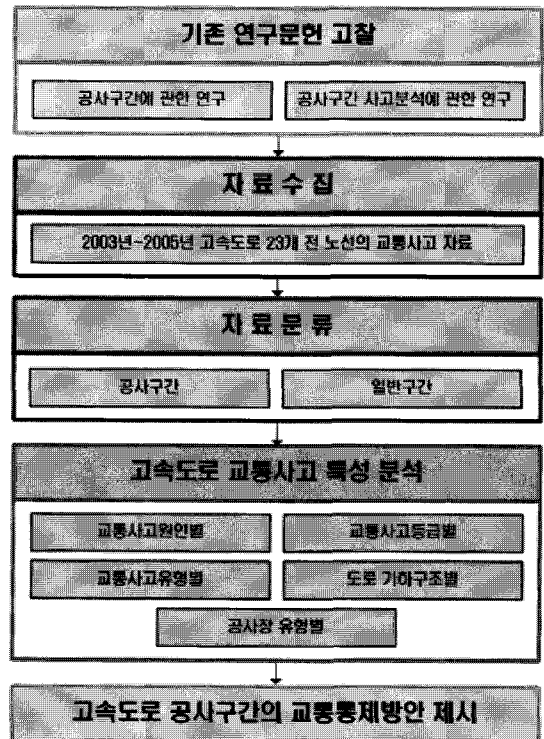 기존 연구문헌 고찰
공사구간에 관한 연구
공사구간 사고분석에 관한 연구
자 료 수 집
2003년~2005년 고속도로 23개 전 노선의 교통사고 자료
자 료 분 류
공사구간
일반구간
고속도로 교통사고 특성 분석
교통사고원인별
교통사고등급별
교통사고유형별
도로 기하구조별
공사장 유형별
고속도로 공사구간의 교통통제방안 제시